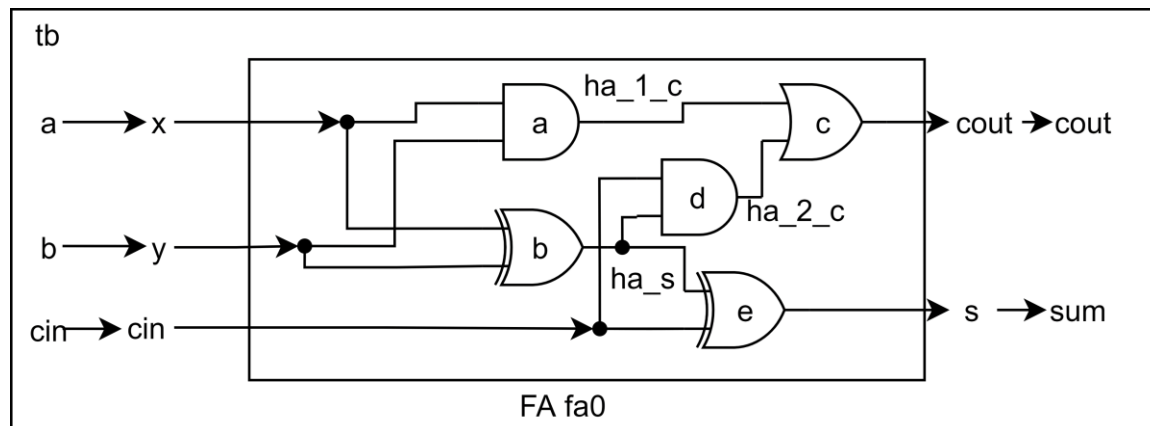 tb
ha_1_c
a x a c cout cout
d
ha_2_c
b y b
ha_s
cin cin e s sum
FA fa0